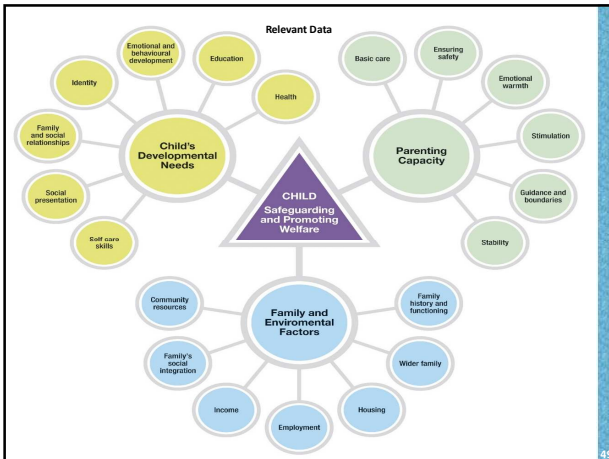 Relevant Data
Emotional and
behavioural
development
Education
Identity
Health
Family
and social
relationships
Child's
Developmental
Needs
Social
presentation
Self care
skills
Basic care
Ensuring
safety
Emotional
warmth
Parenting
Capacity
Stimulation
Guidance and
boundaries
Stability
CHILD
Safeguarding
and Promoting
Welfare
Community
resources
Family and
Enviromental
Factors
Family
history and
functioning
Family's
social
integration
Wider family
Income
Employment
Housing